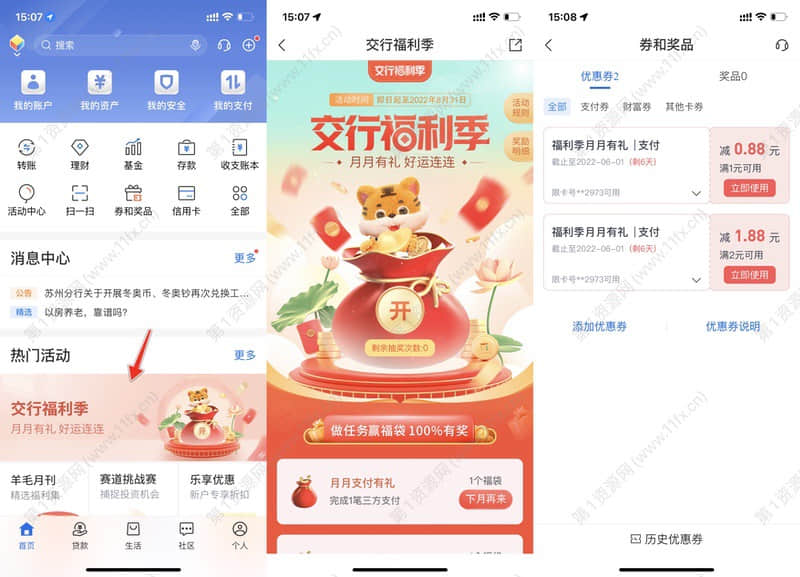 15:07
搜索
我的账户
我的资产
我的安全
我的支付
转账
理财
基金
存款
收支账本
活动中心
扫一扫
券和奖品
信用卡
全部
消息中心
更多
公告 苏州分行关于开展冬奥币、冬奥钞再次兑换工...
精选 以房养老，靠谱吗？
热门活动
更多
交行福利季
月月有礼 好运连连
开
羊毛月刊
精选福利集
赛道挑战赛
捕捉投资机会
乐享优惠
新户专享折扣
首页
贷款
生活
社区
个人
15:07
交行福利季
交行福利季
活动时间 即日起至2022年8月31日
活动
规则
交行福利季
奖励
明细
月月有礼 好运连连
开
剩余抽奖次数:0
做任务赢福袋 100%有奖
月月支付有礼
完成1笔三方支付
1个福袋
下月再来
15:08
券和奖品
优惠券2
奖品0
全部
支付券
财富券
其他卡券
福利季月月有礼 | 支付
截止至2022-06-01 (剩6天)
限卡号**2973可用
减 0.88 元
满1元可用
立即使用
福利季月月有礼 | 支付
截止至2022-06-01 (剩6天)
限卡号**2973可用
减 1.88 元
满2元可用
立即使用
添加优惠券
优惠券说明
历史优惠券
第1资源网 (www.11fx.cn)